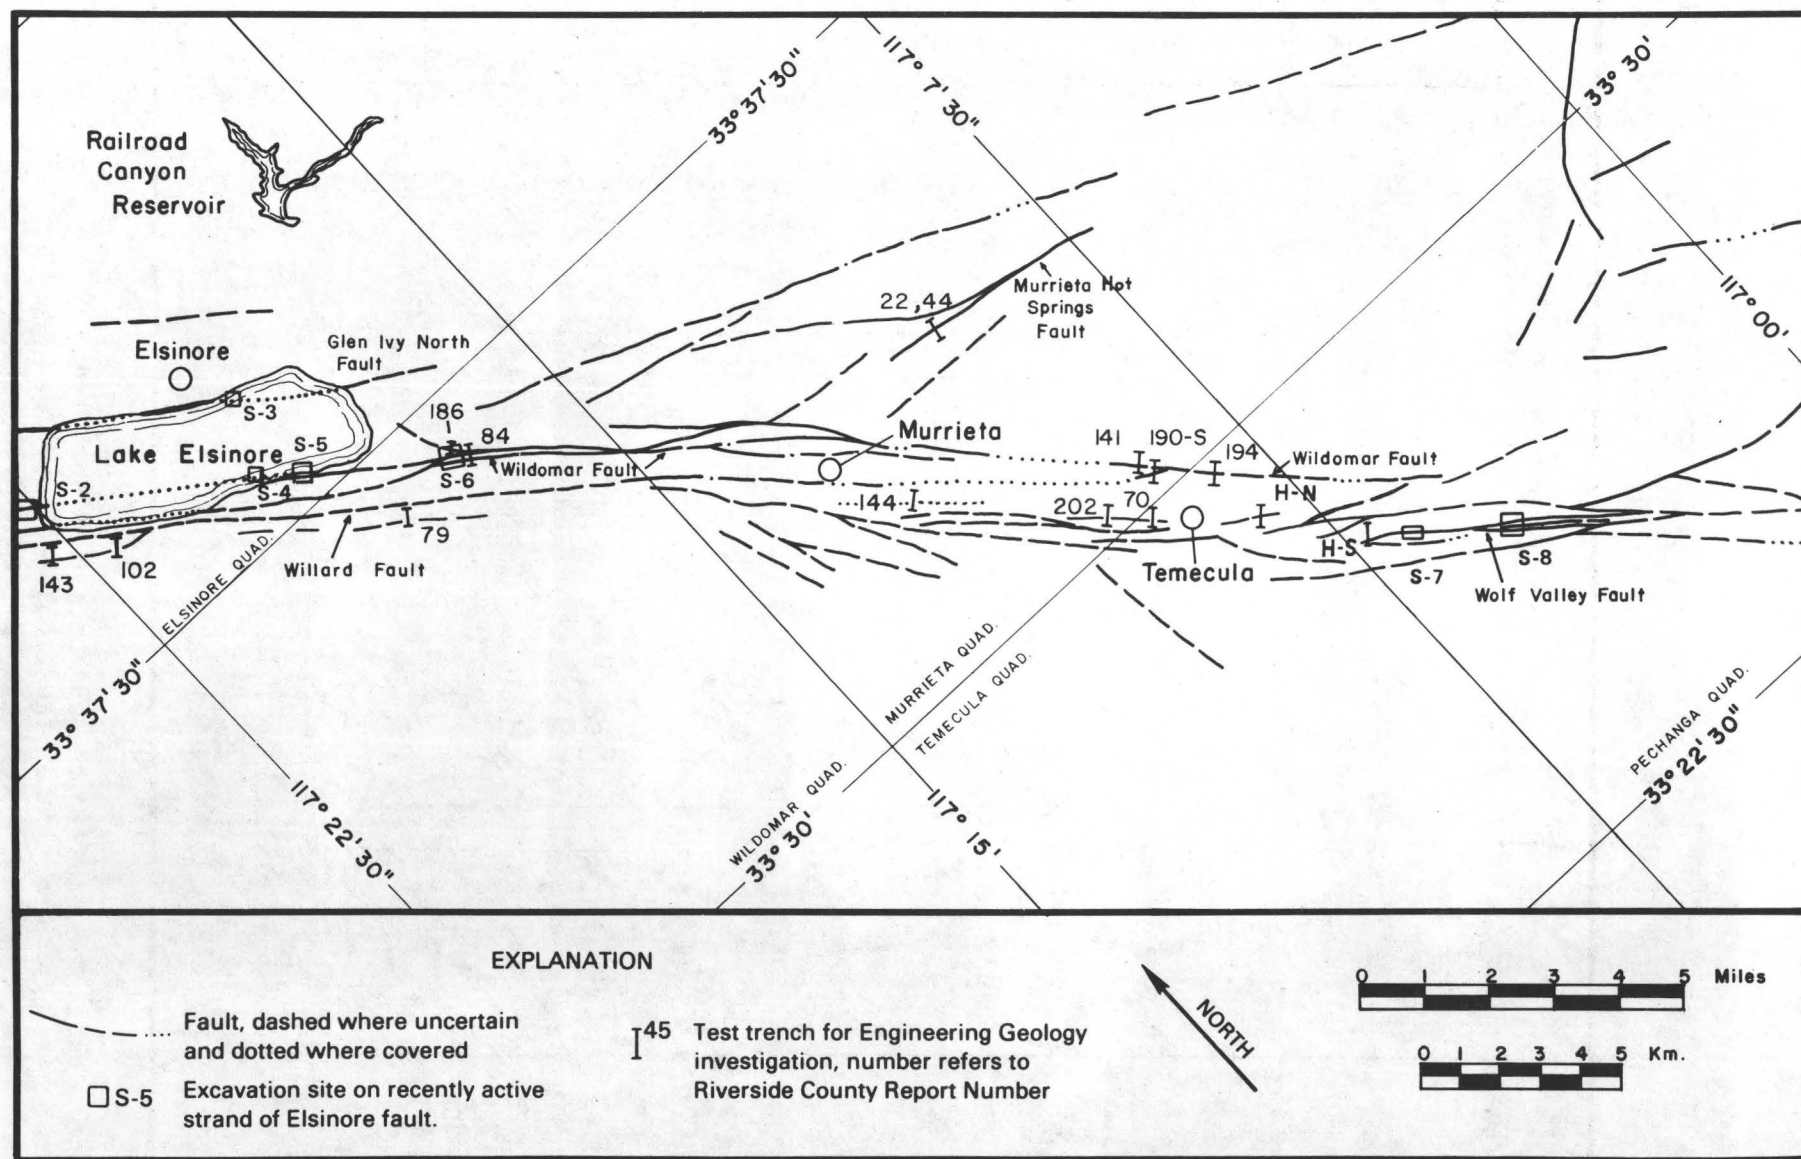 33° 37' 30"
117° 7' 30"
33° 30'
Railroad
Canyon
Reservoir
22,44
Murrieta Hot
Springs
Fault
117° 00'
Elsinore
Glen Ivy North
Fault
S-3
186
84
Murrieta
141
190-S
194
Wildomar Fault
Lake Elsinore
S-5
S-4
S-6
Wildomar Fault
S-2
H-N
144
202
70
143
102
79
Willard Fault
Temecula
H-S
S-7
S-8
Wolf Valley Fault
ELSINORE QUAD.
33° 37' 30"
117° 22' 30"
MURRIETA QUAD.
TEMECULA QUAD.
WILDOMAR QUAD.
33° 30'
117° 15'
PECHANGA QUAD.
33° 22' 30"
EXPLANATION
Fault, dashed where uncertain
and dotted where covered
S-5 Excavation site on recently active
strand of Elsinore fault.
45 Test trench for Engineering Geology
investigation, number refers to
Riverside County Report Number
NORTH
0 1 2 3 4 5 Miles
0 1 2 3 4 5 Km.